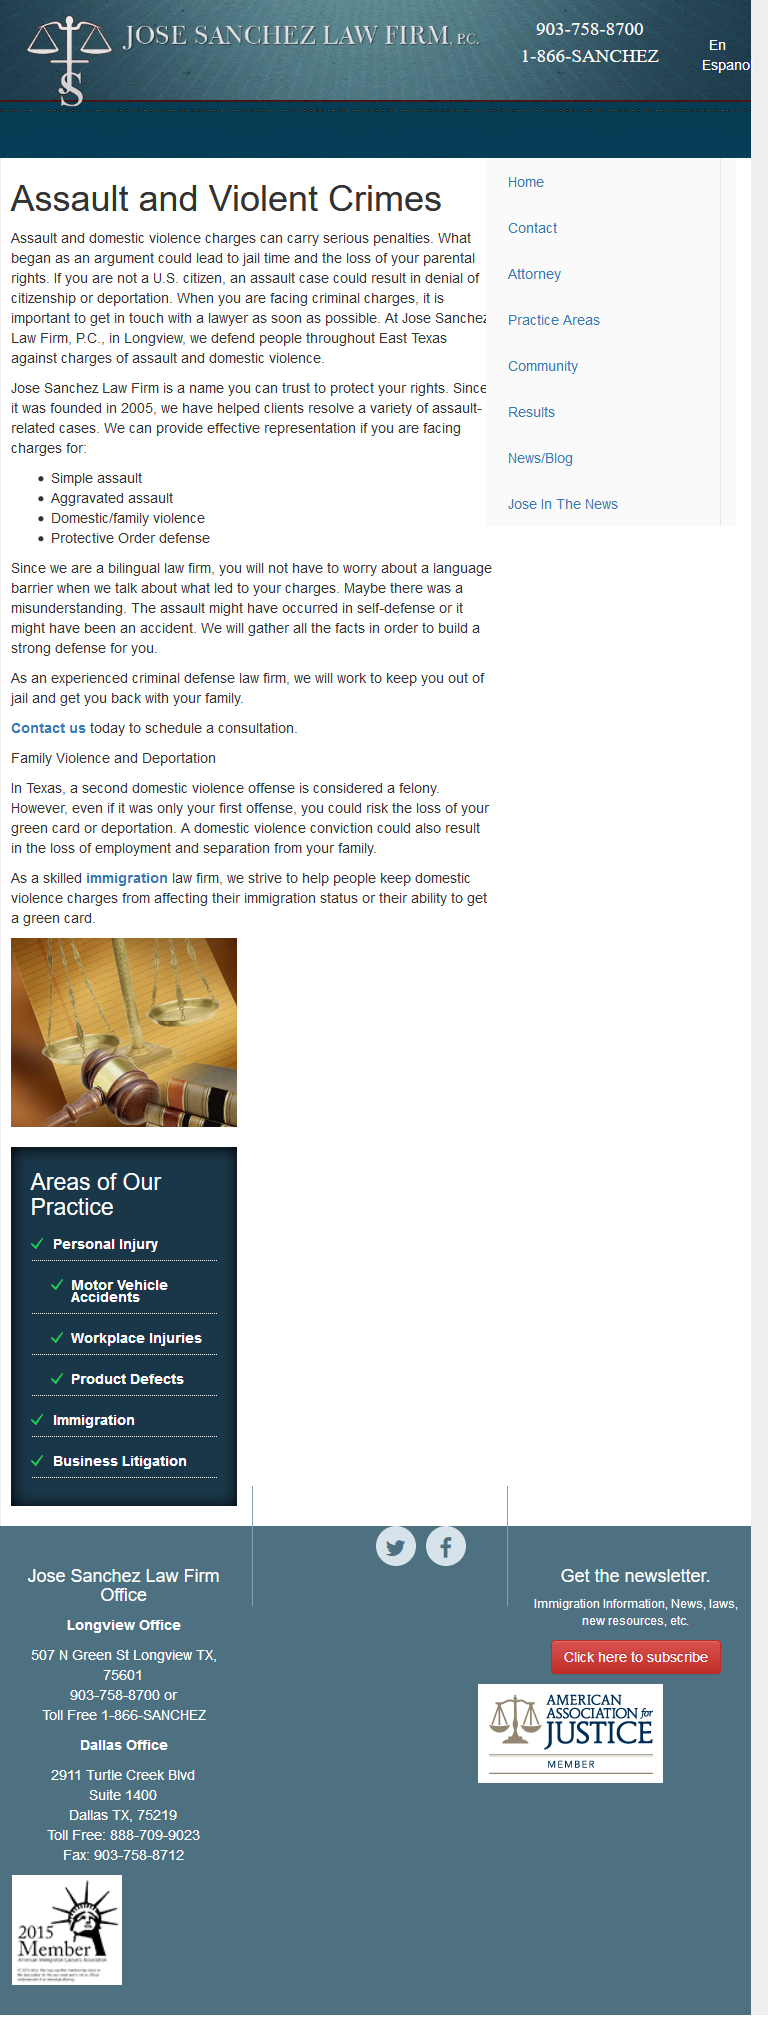 JOSE SANCHEZ LAW FIRM, P.C.
JS
903-758-8700
1-866-SANCHEZ
En
Espano
Home
Contact
Attorney
Practice Areas
Community
Results
News/Blog
Jose In The News
Assault and Violent Crimes
Assault and domestic violence charges can carry serious penalties. What
began as an argument could lead to jail time and the loss of your parental
rights. If you are not a U.S. citizen, an assault case could result in denial of
citizenship or deportation. When you are facing criminal charges, it is
important to get in touch with a lawyer as soon as possible. At Jose Sanchez
Law Firm, P.C., in Longview, we defend people throughout East Texas
against charges of assault and domestic violence.
Jose Sanchez Law Firm is a name you can trust to protect your rights. Since
it was founded in 2005, we have helped clients resolve a variety of assault-
related cases. We can provide effective representation if you are facing
charges for:
Simple assault
Aggravated assault
Domestic/family violence
Protective Order defense
Since we are a bilingual law firm, you will not have to worry about a language
barrier when we talk about what led to your charges. Maybe there was a
misunderstanding. The assault might have occurred in self-defense or it
might have been an accident. We will gather all the facts in order to build a
strong defense for you.
As an experienced criminal defense law firm, we will work to keep you out of
jail and get you back with your family.
Contact us today to schedule a consultation.
Family Violence and Deportation
In Texas, a second domestic violence offense is considered a felony.
However, even if it was only your first offense, you could risk the loss of your
green card or deportation. A domestic violence conviction could also result
in the loss of employment and separation from your family.
As a skilled immigration law firm, we strive to help people keep domestic
violence charges from affecting their immigration status or their ability to get
a green card.
Areas of Our
Practice
Personal Injury
Motor Vehicle
Accidents
Workplace Injuries
Product Defects
Immigration
Business Litigation
Jose Sanchez Law Firm
Office
Longview Office
507 N Green St Longview TX,
75601
903-758-8700 or
Toll Free 1-866-SANCHEZ
Dallas Office
2911 Turtle Creek Blvd
Suite 1400
Dallas TX, 75219
Toll Free: 888-709-9023
Fax: 903-758-8712
2015
Member
American Immigration Lawyers Association
Get the newsletter.
Immigration Information, News, laws,
new resources, etc.
Click here to subscribe
AMERICAN
ASSOCIATION for
JUSTICE
MEMBER